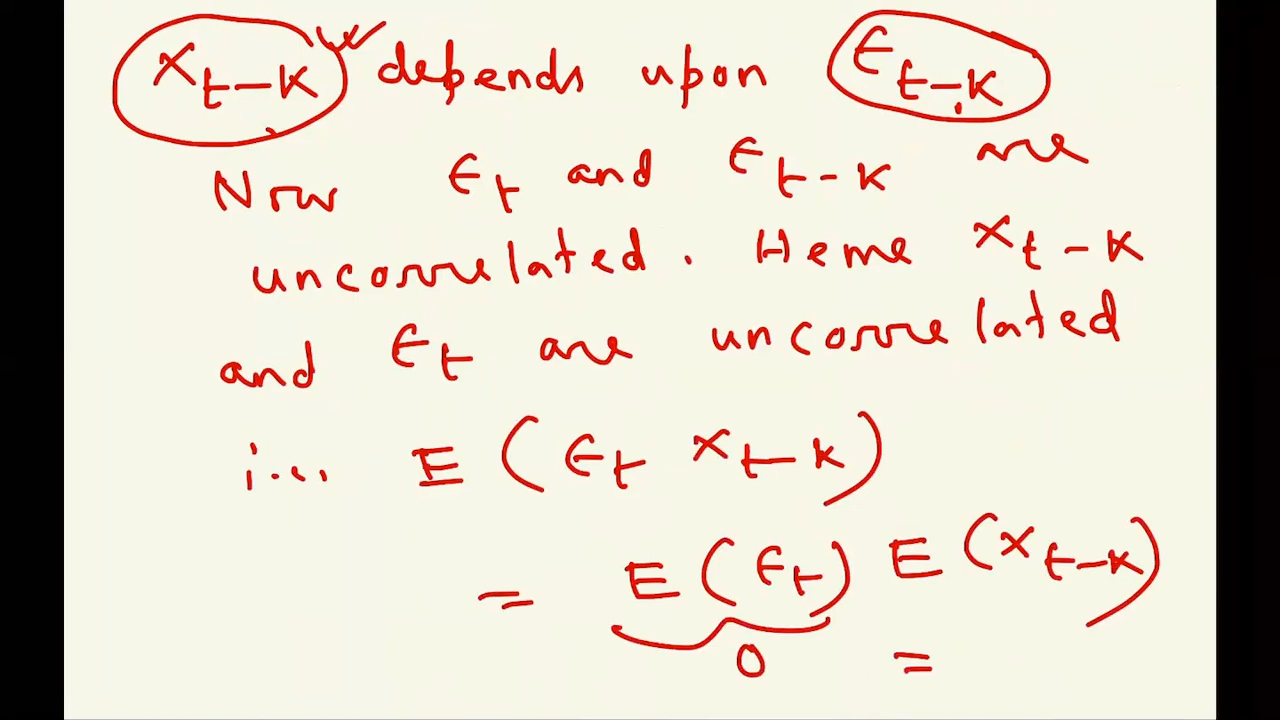 X_{t-k} depends upon ϵ_{t-k}
Now ϵ_t and ϵ_{t-k} are
uncorrelated. Hence X_{t-k}
and ϵ_t are uncorrelated
i.e. E (ϵ_t X_{t-k})
= E (ϵ_t) E (X_{t-k})
0 =